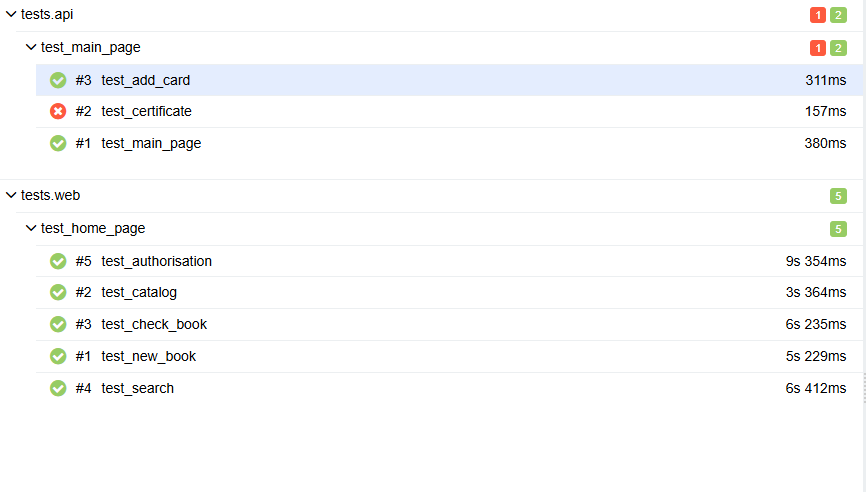 tests.api 1 2
test_main_page 1 2
#3 test_add_card 311ms
#2 test_certificate 157ms
#1 test_main_page 380ms
tests.web 5
test_home_page 5
#5 test_authorisation 9s 354ms
#2 test_catalog 3s 364ms
#3 test_check_book 6s 235ms
#1 test_new_book 5s 229ms
#4 test_search 6s 412ms